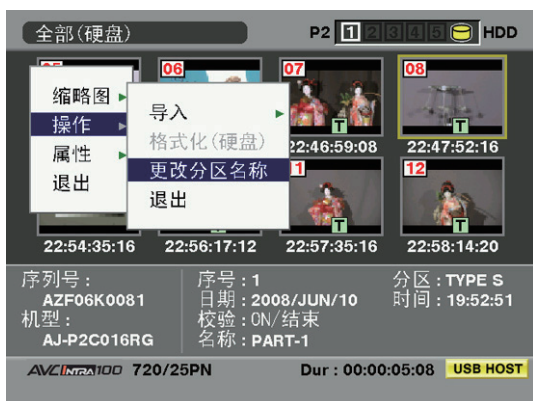 全部(硬盘)
P2 1 2 3 4 5 HDD
06
07
08
缩略图
操作
属性
退出
导入
格式化(硬盘)
更改分区名称
退出
22:46:59:08
22:47:52:16
12
22:54:35:16
22:56:17:12
22:57:35:16
22:58:14:20
T
T
T
T
序列号:
AZF06K0081
机型:
AJ-P2C016RG
序号:1
日期:2008/JUN/10
校验:ON/结束
名称:PART-1
分区:TYPE S
时间:19:52:51
AVC INTRA 100 720/25PN
Dur : 00:00:05:08
USB HOST